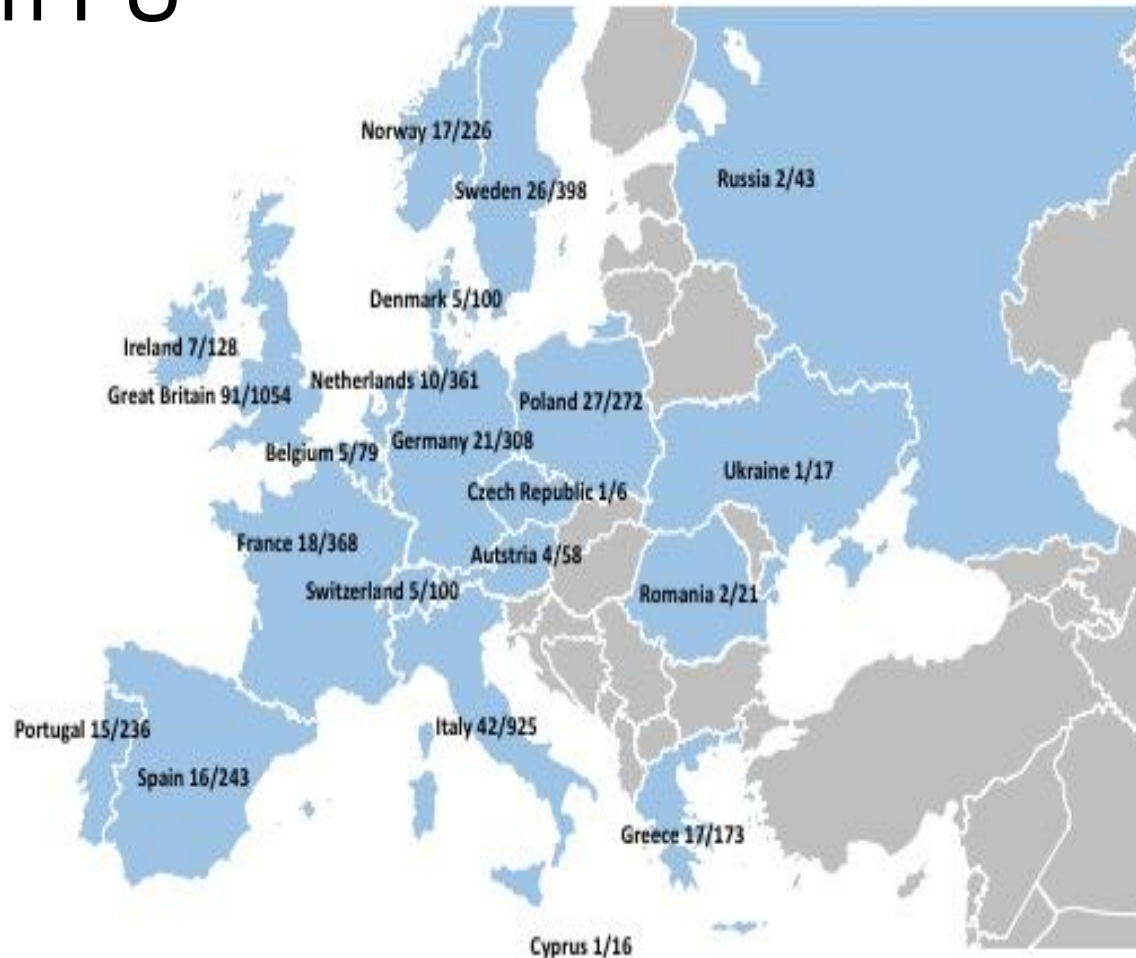 Norway 17/226
Sweden 26/398
Russia 2/43
Denmark 5/100
Ireland 7/128
Netherlands 10/361
Great Britain 91/1054
Poland 27/272
Germany 21/308
Belgium 5/79
Ukraine 1/17
Czech Republic 1/6
France 18/368
Autstria 4/58
Switzerland 5/100
Romania 2/21
Italy 42/925
Portugal 15/236
Spain 16/243
Greece 17/173
Cyprus 1/16